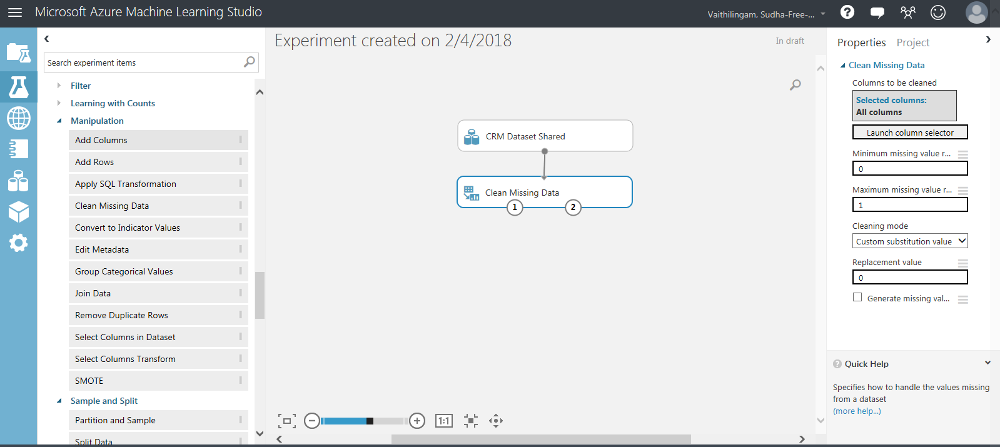 Microsoft Azure Machine Learning Studio
Vaithilingam, Sudha-Free-...
?
Search experiment items
Filter
Learning with Counts
Manipulation
Add Columns
Add Rows
Apply SQL Transformation
Clean Missing Data
Convert to Indicator Values
Edit Metadata
Group Categorical Values
Join Data
Remove Duplicate Rows
Select Columns in Dataset
Select Columns Transform
SMOTE
Sample and Split
Partition and Sample
Split Data
Experiment created on 2/4/2018
In draft
CRM Dataset Shared
Clean Missing Data
1 2
1:1
Properties Project
Clean Missing Data
Columns to be cleaned
Selected columns:
All columns
Launch column selector
Minimum missing value r...
0
Maximum missing value r...
1
Cleaning mode
Custom substitution value
Replacement value
0
Generate missing val...
? Quick Help
Specifies how to handle the values missing
from a dataset
(more help...)